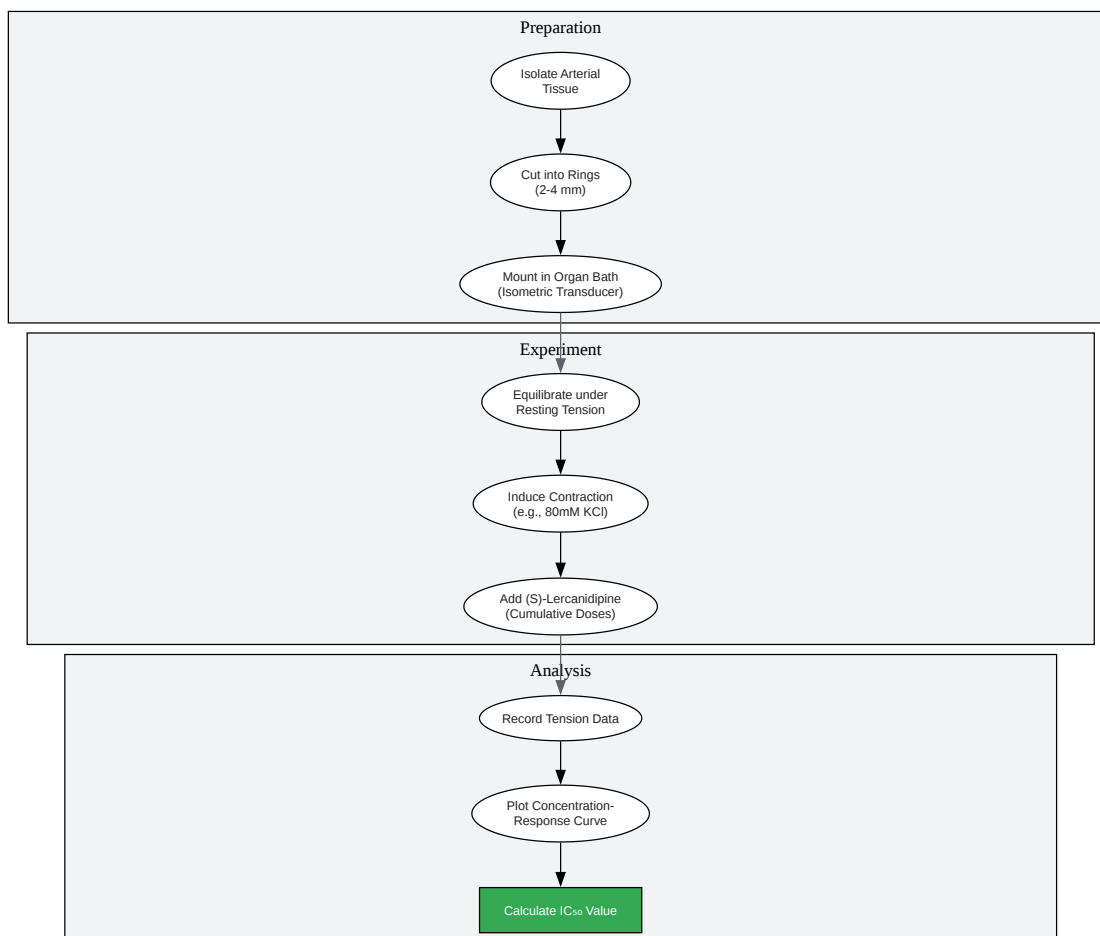 Preparation
Isolate Arterial
Tissue
Cut into Rings
(2-4 mm)
Mount in Organ Bath
(Isometric Transducer)
Experiment
Equilibrate under
Resting Tension
Induce Contraction
(e.g., 80mM KCl)
Add (S)-Lercanidipine
(Cumulative Doses)
Analysis
Record Tension Data
Plot Concentration-
Response Curve
Calculate IC₅₀ Value